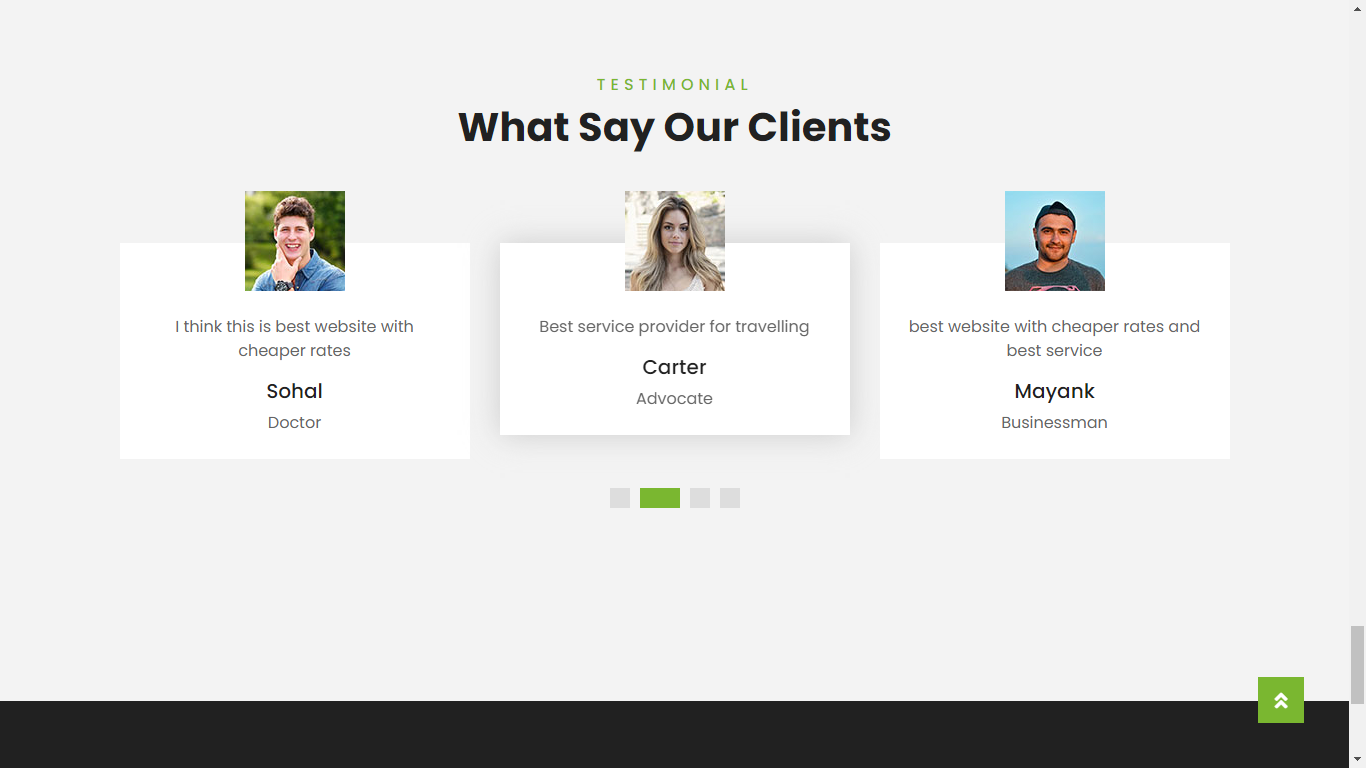 TESTIMONIAL
What Say Our Clients
I think this is best website with
cheaper rates
Sohal
Doctor
Best service provider for travelling
Carter
Advocate
best website with cheaper rates and
best service
Mayank
Businessman